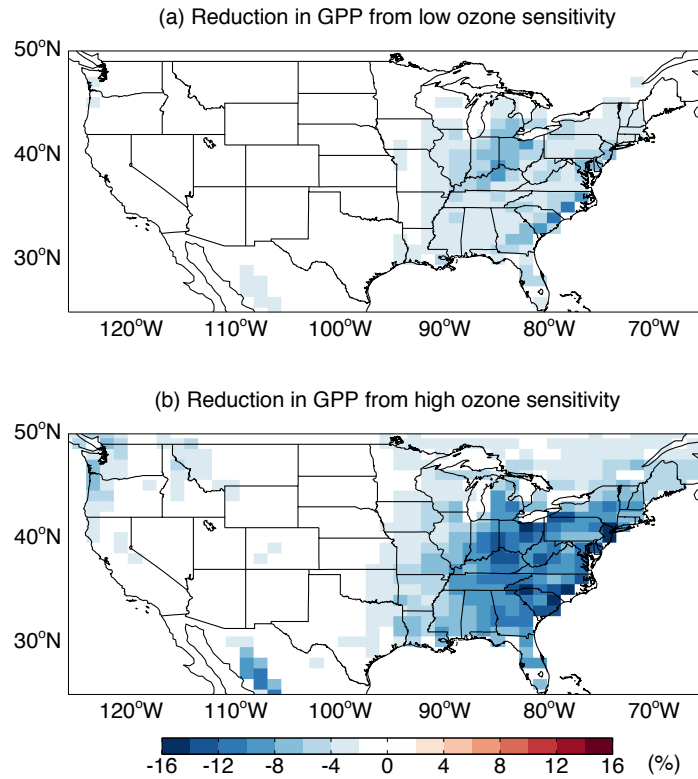 (a) Reduction in GPP from low ozone sensitivity
50°N
40°N
30°N
120°W 110°W 100°W 90°W 80°W 70°W
(b) Reduction in GPP from high ozone sensitivity
50°N
40°N
30°N
120°W 110°W 100°W 90°W 80°W 70°W
-16 -12 -8 -4 0 4 8 12 16 (%)